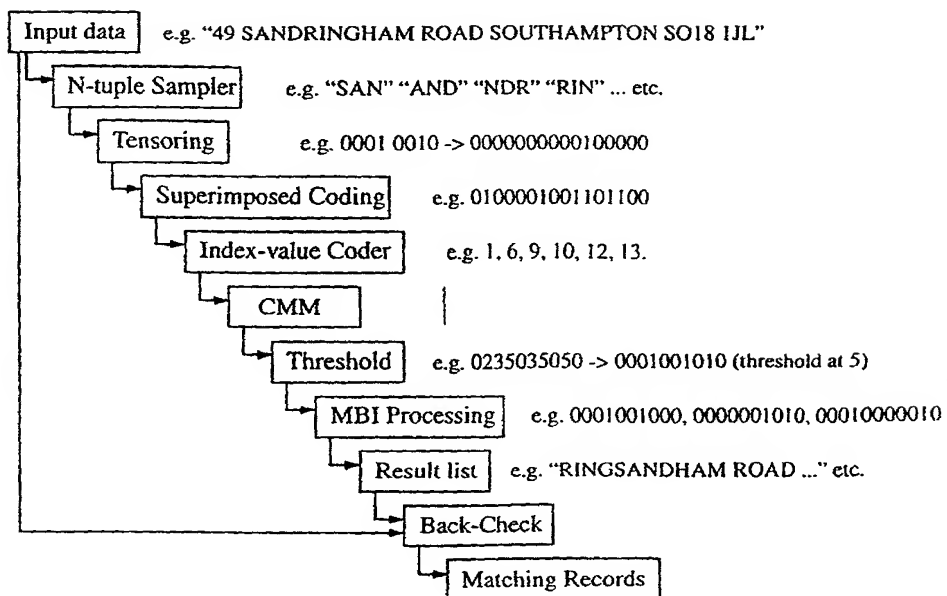 Input data e.g. “49 SANDRINGHAM ROAD SOUTHAMPTON SO18 1JL”
N-tuple Sampler e.g. “SAN” “AND” “NDR” “RIN” ... etc.
Tensoring e.g. 0001 0010 -> 0000000000100000
Superimposed Coding e.g. 0100001001101100
Index-value Coder e.g. 1, 6, 9, 10, 12, 13.
CMM
Threshold e.g. 0235035050 -> 0001001010 (threshold at 5)
MBI Processing e.g. 0001001000, 0000001010, 00010000010
Result list e.g. “RINGSANDHAM ROAD ...” etc.
Back-Check
Matching Records